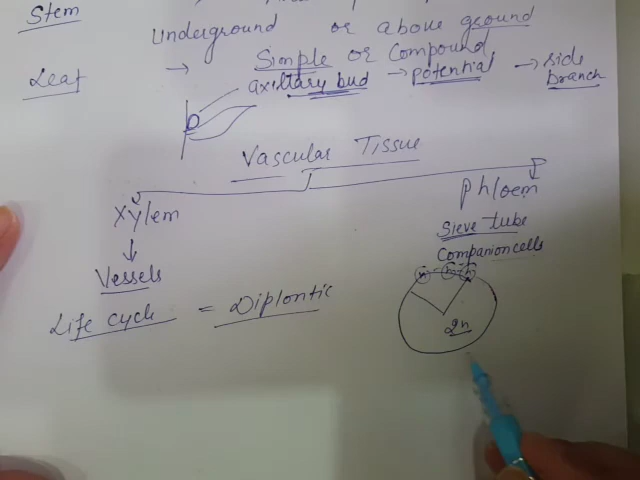 Stem
Underground or above ground
Leaf → Simple or Compound,
axillary bud → potential → side branch
Vascular Tissue
Xylem
Phloem
↓
Sieve tube
Vessels
Companion cells
Life cycle = Diplontic
n
n
2n